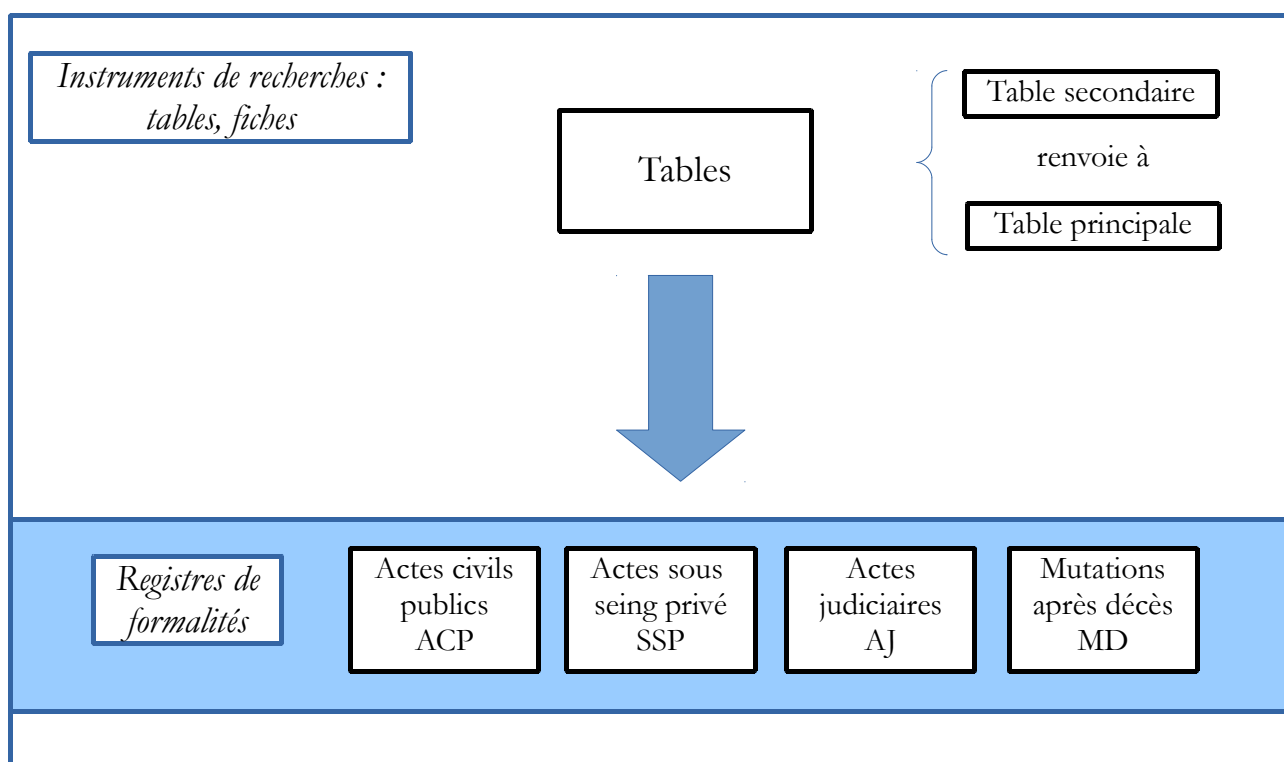 Instruments de recherches :
tables, fiches
Tables
Table secondaire
renvoie à
Table principale
Registres de
formalités
Actes civils
publics
ACP
Actes sous
seing privé
SSP
Actes
judiciaires
AJ
Mutations
après décès
MD